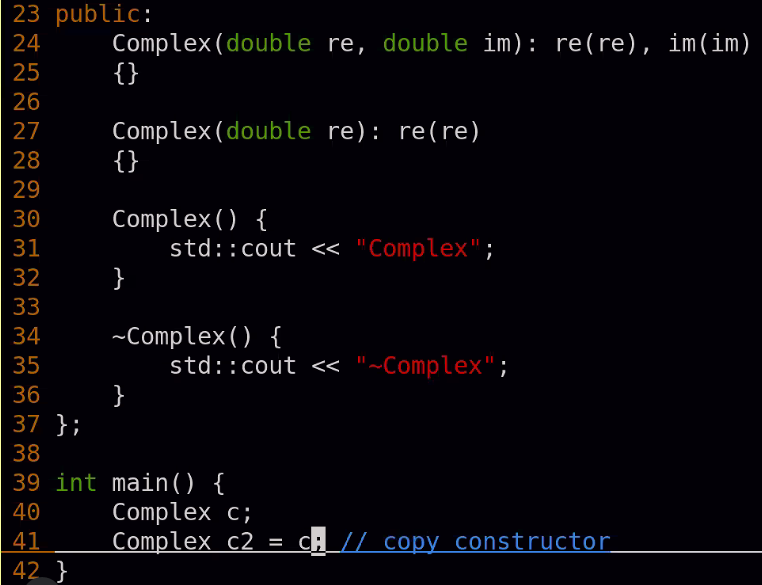 23 public:
24     Complex(double re, double im): re(re), im(im)
25     {}
26
27     Complex(double re): re(re)
28     {}
29
30     Complex() {
31         std::cout << "Complex";
32     }
33
34     ~Complex() {
35         std::cout << "~Complex";
36     }
37 };
38
39 int main() {
40     Complex c;
41     Complex c2 = c; // copy constructor
42 }